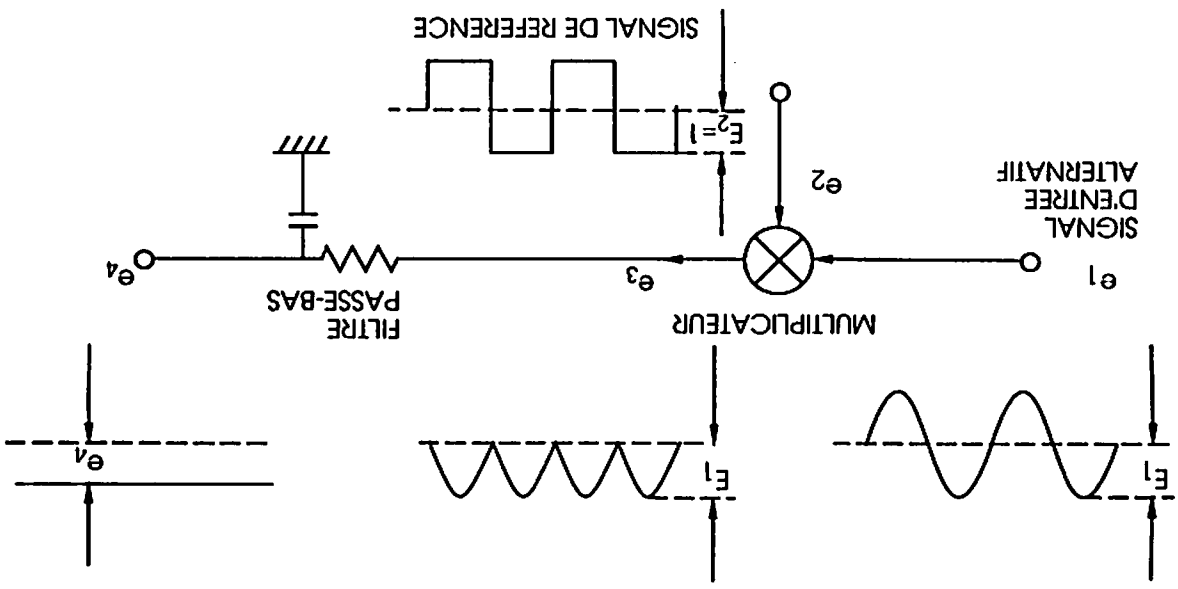 E1
E1
e4
MULTIPLICATEUR
FILTRE
PASSE-BAS
e1
SIGNAL
D'ENTREE
ALTERNATIF
e3
e4
e2
E2=1
SIGNAL DE REFERENCE